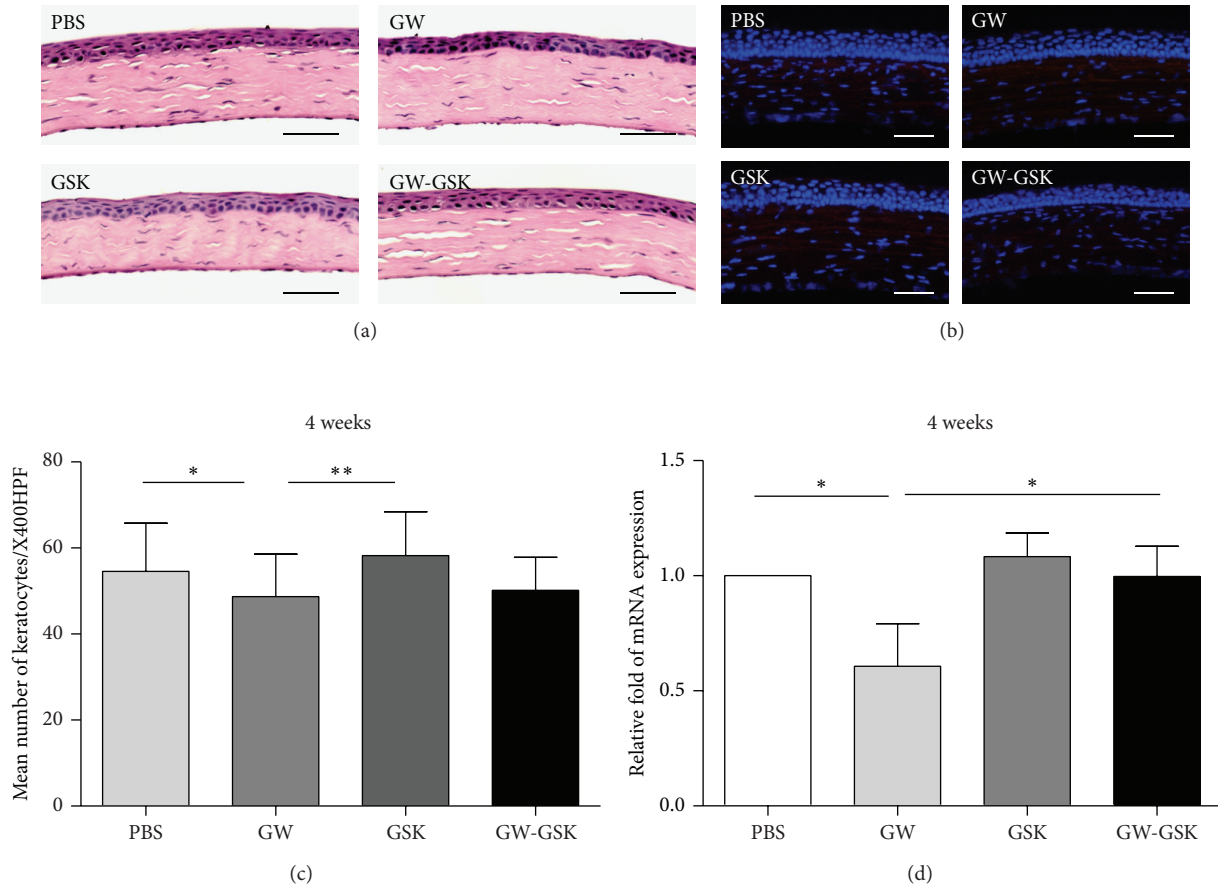 PBS
GW
GSK
GW-GSK
(a)
PBS
GW
GSK
GW-GSK
(b)
4 weeks
Mean number of keratocytes/X400HPF
80
60
40
20
0
*
**
PBS
GW
GSK
GW-GSK
(c)
4 weeks
Relative fold of mRNA expression
1.5
1.0
0.5
0.0
*
*
PBS
GW
GSK
GW-GSK
(d)